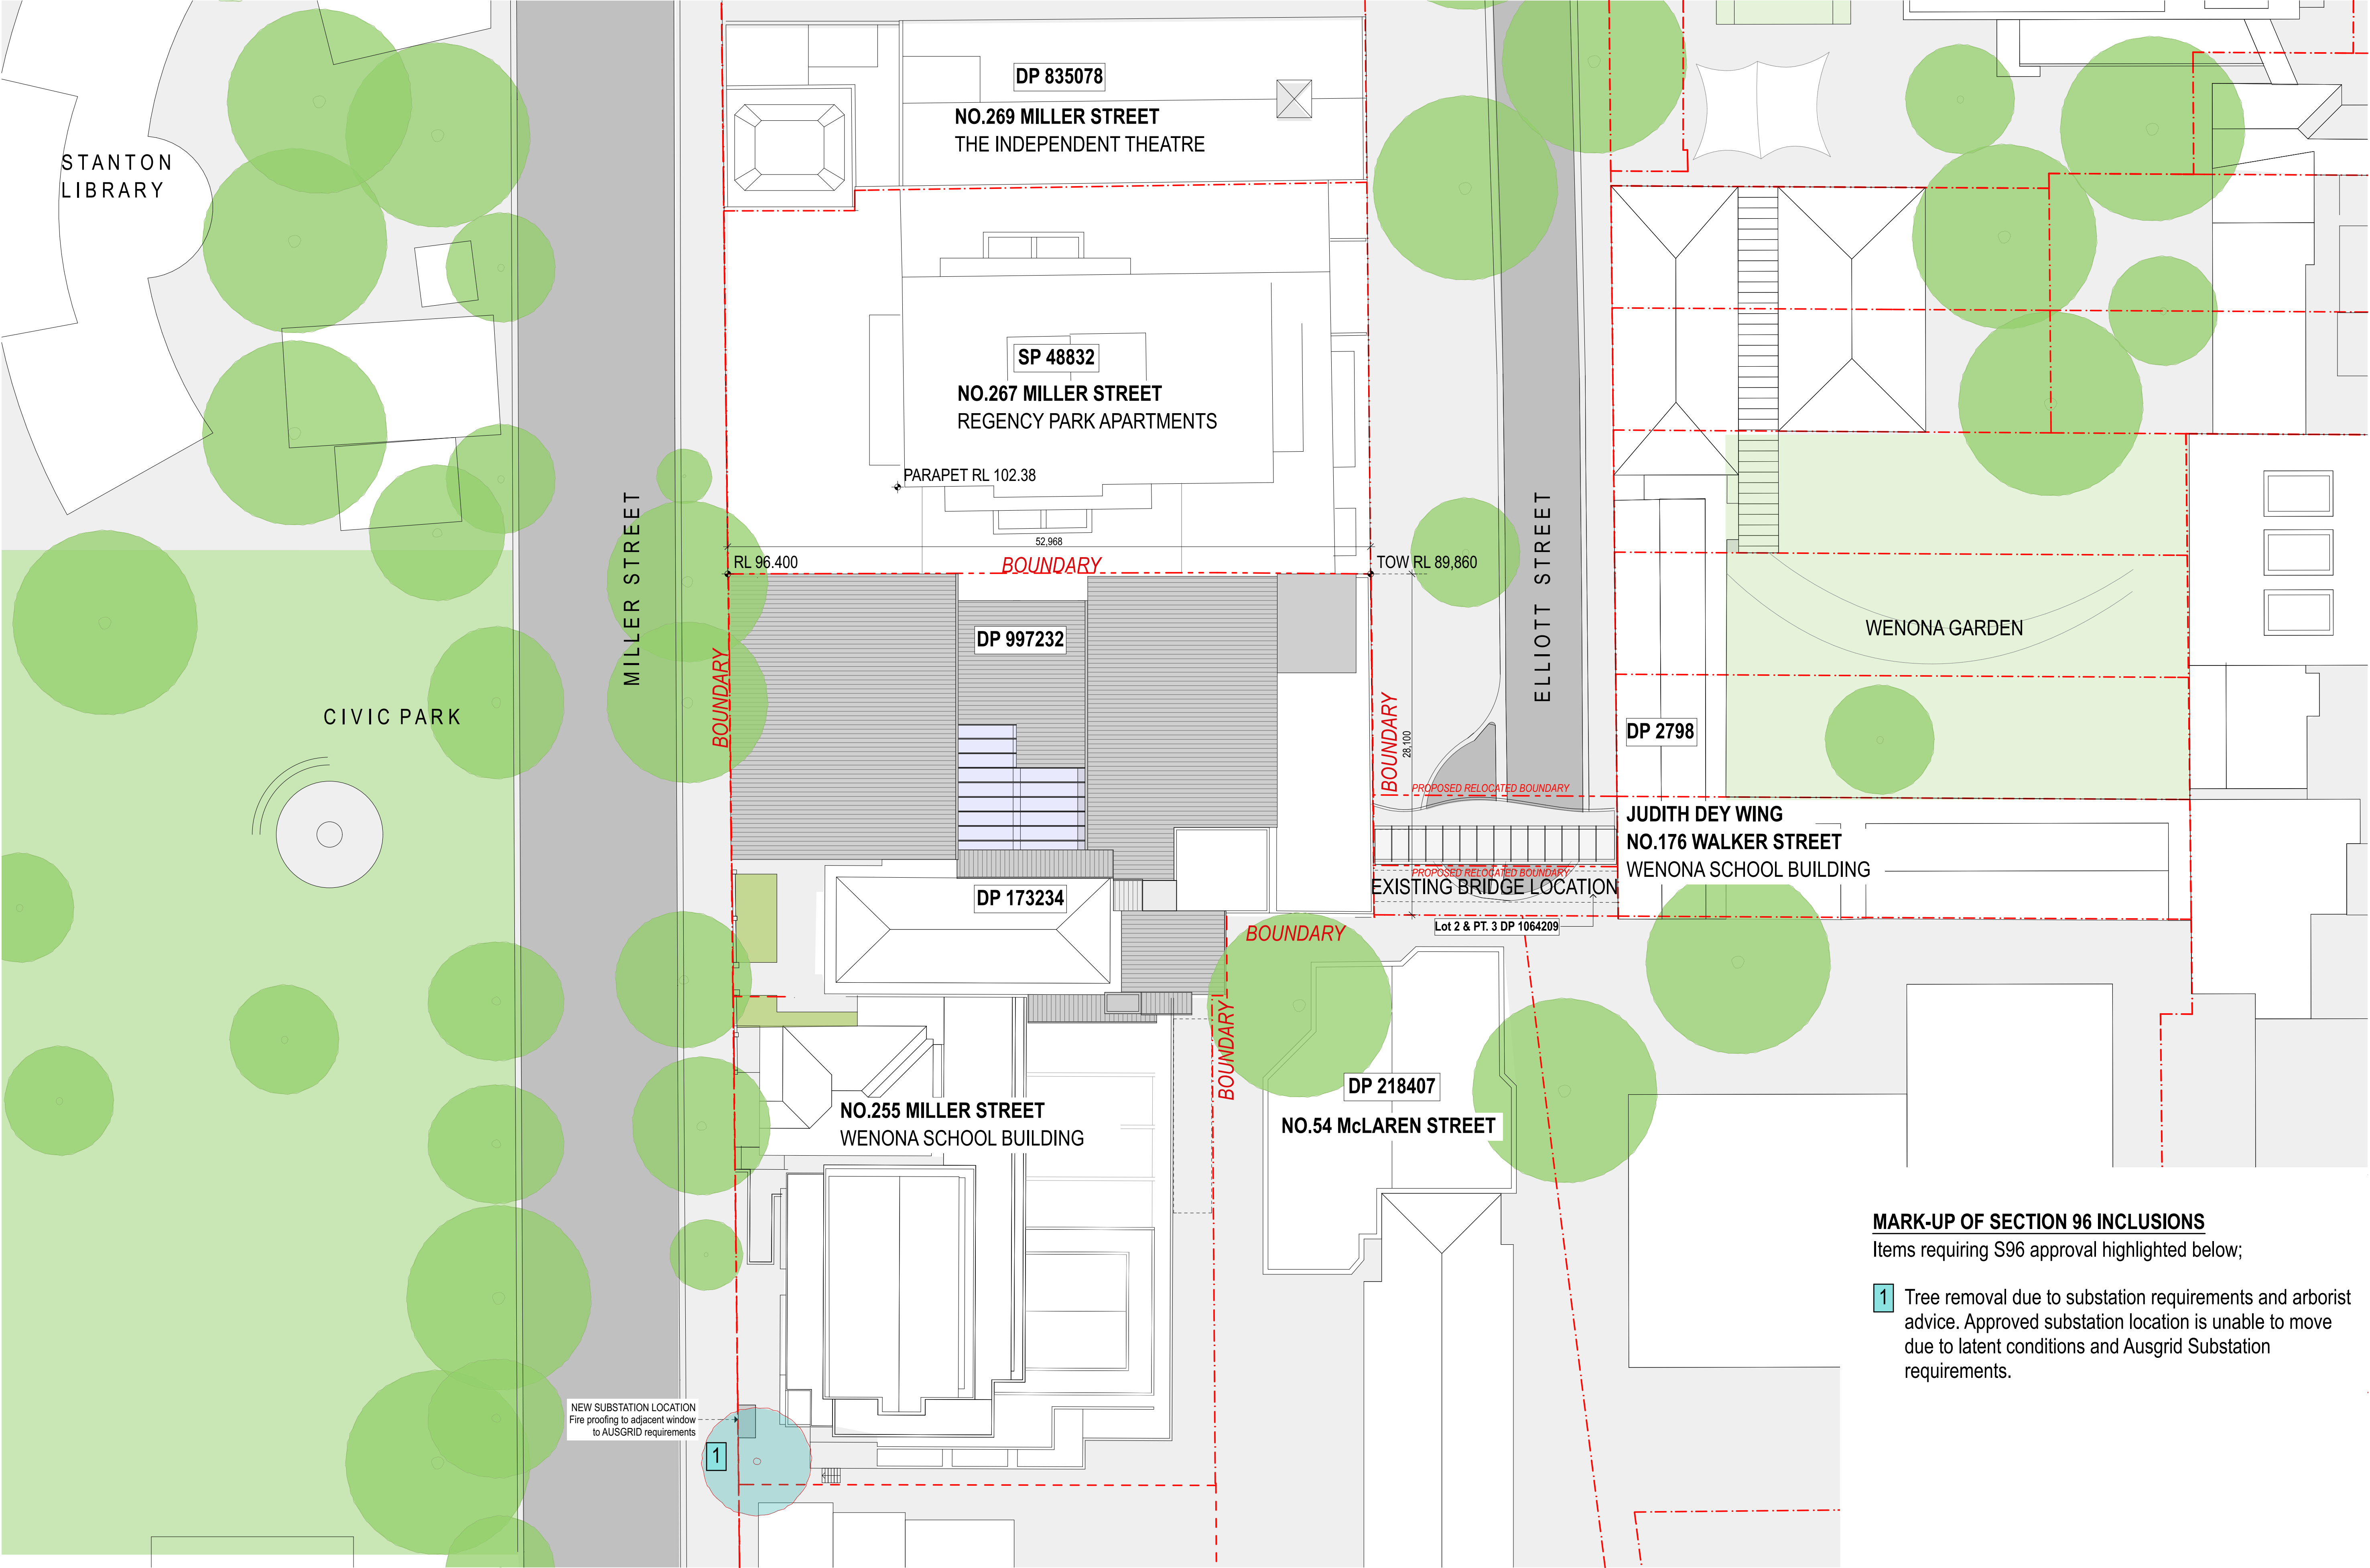 DP 835078
NO.269 MILLER STREET
THE INDEPENDENT THEATRE
STANTON
LIBRARY
SP 48832
NO.267 MILLER STREET
REGENCY PARK APARTMENTS
PARAPET RL 102.38
MILLER STREET
ELLIOTT STREET
52,968
RL 96.400
BOUNDARY
TOW RL 89,860
DP 997232
WENONA GARDEN
BOUNDARY
BOUNDARY
28,100
CIVIC PARK
DP 2798
PROPOSED RELOCATED BOUNDARY
JUDITH DEY WING
NO.176 WALKER STREET
WENONA SCHOOL BUILDING
PROPOSED RELOCATED BOUNDARY
EXISTING BRIDGE LOCATION
DP 173234
Lot 2 & PT. 3 DP 1064209
BOUNDARY
BOUNDARY
DP 218407
NO.54 McLAREN STREET
NO.255 MILLER STREET
WENONA SCHOOL BUILDING
MARK-UP OF SECTION 96 INCLUSIONS
Items requiring S96 approval highlighted below;
1 Tree removal due to substation requirements and arborist
advice. Approved substation location is unable to move
due to latent conditions and Ausgrid Substation
requirements.
NEW SUBSTATION LOCATION
Fire proofing to adjacent window
to AUSGRID requirements
1